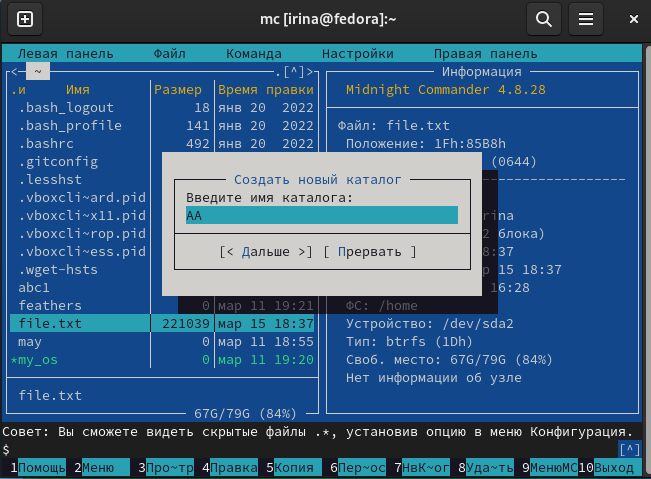 mc [irina@fedora]:~
Левая панель Файл Команда Настройки Правая панель
<─ ~ .[^]>
.и Имя Размер Время правки
.bash_logout 18 янв 20 2022
.bash_profile 141 янв 20 2022
.bashrc 492 янв 20 2022
.gitconfig
.lesshst
.vboxcli~ard.pid
.vboxcli~x11.pid
.vboxcli~rop.pid
.vboxcli~ess.pid
.wget-hsts
abc1
feathers 0 мар 11 19:21
file.txt 221039 мар 15 18:37
may 0 мар 11 18:55
*my_os 0 мар 11 19:20
file.txt
67G/79G (84%)
Информация
Midnight Commander 4.8.28
Файл: file.txt
Положение: 1Fh:85B8h
(0644)
rina
2 блока)
8:37
р 15 18:37
16:28
ФС: /home
Устройство: /dev/sda2
Тип: btrfs (1Dh)
Своб. место: 67G/79G (84%)
Нет информации об узле
Создать новый каталог
Введите имя каталога:
AA
[< Дальше >] [ Прервать ]
Совет: Вы сможете видеть скрытые файлы .*, установив опцию в меню Конфигурация.
$ [^]
1Помощь 2Меню 3Про~тр 4Правка 5Копия 6Пер~ос 7НвК~ог 8Уда~ть 9МенюМС10Выход